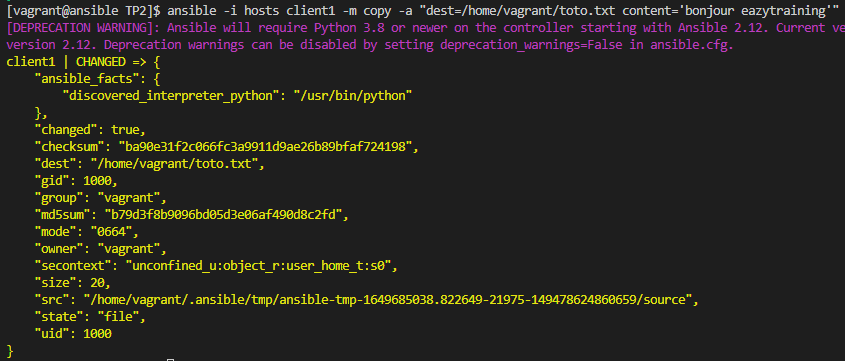 [vagrant@ansible TP2]$ ansible -i hosts client1 -m copy -a "dest=/home/vagrant/toto.txt content='bonjour eazytraining'"
[DEPRECATION WARNING]: Ansible will require Python 3.8 or newer on the controller starting with Ansible 2.12. Current ve
version 2.12. Deprecation warnings can be disabled by setting deprecation_warnings=False in ansible.cfg.
client1 | CHANGED => {
    "ansible_facts": {
        "discovered_interpreter_python": "/usr/bin/python"
    },
    "changed": true,
    "checksum": "ba90e31f2c066fc3a9911d9ae26b89bfaf724198",
    "dest": "/home/vagrant/toto.txt",
    "gid": 1000,
    "group": "vagrant",
    "md5sum": "b79d3f8b9096bd05d3e06af490d8c2fd",
    "mode": "0664",
    "owner": "vagrant",
    "secontext": "unconfined_u:object_r:user_home_t:s0",
    "size": 20,
    "src": "/home/vagrant/.ansible/tmp/ansible-tmp-1649685038.822649-21975-149478624860659/source",
    "state": "file",
    "uid": 1000
}